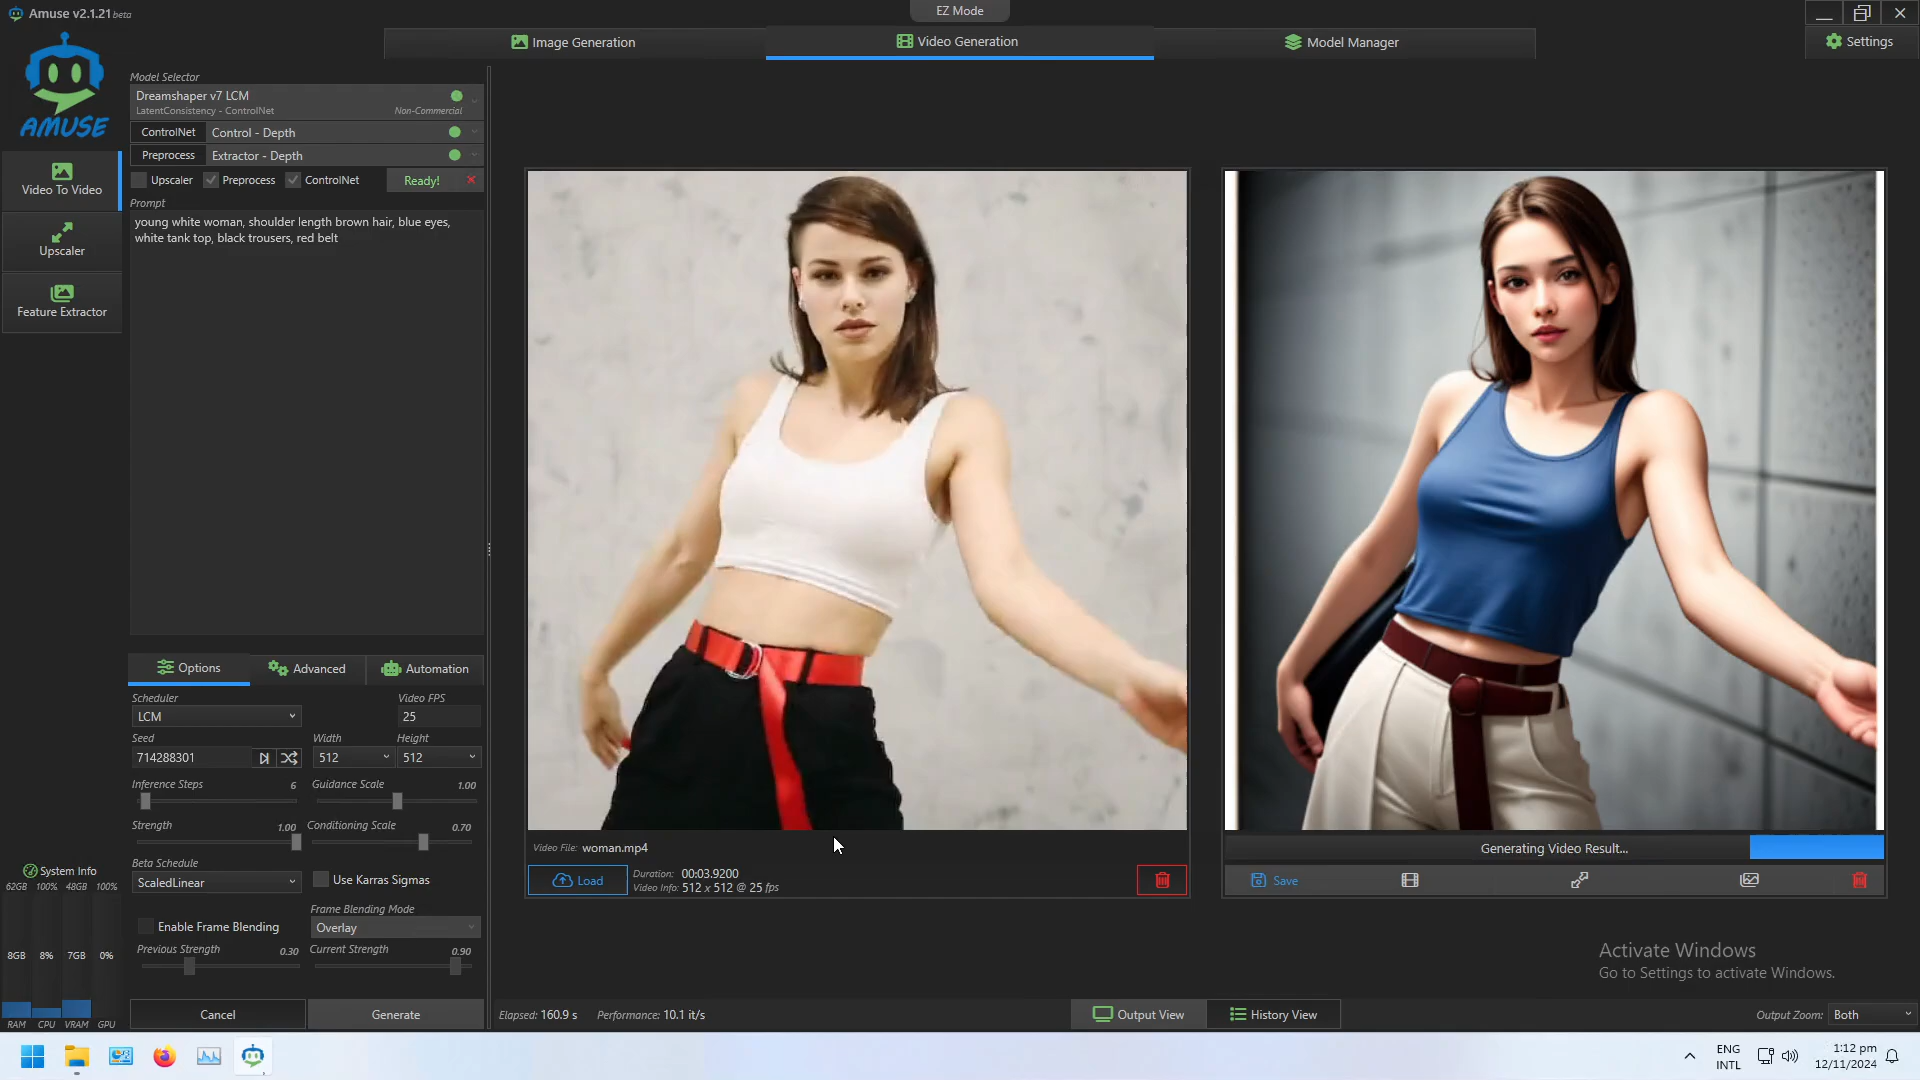 Amuse v2.1.21 beta
EZ Mode
Image Generation
Video Generation
Model Manager
Settings
AMUSE
Video To Video
Upscaler
Feature Extractor
Model Selector
Dreamshaper v7 LCM
LatentConsistency - ControlNet Non-Commercial
ControlNet Control - Depth
Preprocess Extractor - Depth
Upscaler Preprocess ControlNet Ready!
Prompt
young white woman, shoulder length brown hair, blue eyes,
white tank top, black trousers, red belt
Options Advanced Automation
Scheduler Video FPS
LCM 25
Seed Width Height
714288301 512 512
Inference Steps 6 Guidance Scale 1.00
Strength 1.00 Conditioning Scale 0.70
Beta Schedule
ScaledLinear Use Karras Sigmas
Frame Blending Mode
Enable Frame Blending Overlay
Previous Strength 0.30 Current Strength 0.90
Cancel Generate
System Info
62GB 100% 48GB 100%
8GB 8% 7GB 0%
RAM CPU VRAM GPU
Video File: woman.mp4
Load
Duration: 00:03.9200
Video Info: 512 x 512 @ 25 fps
Generating Video Result...
Save
Activate Windows
Go to Settings to activate Windows.
Elapsed: 160.9 s Performance: 10.1 it/s
Output View History View
Output Zoom: Both
ENG
INTL
1:12 pm
12/11/2024